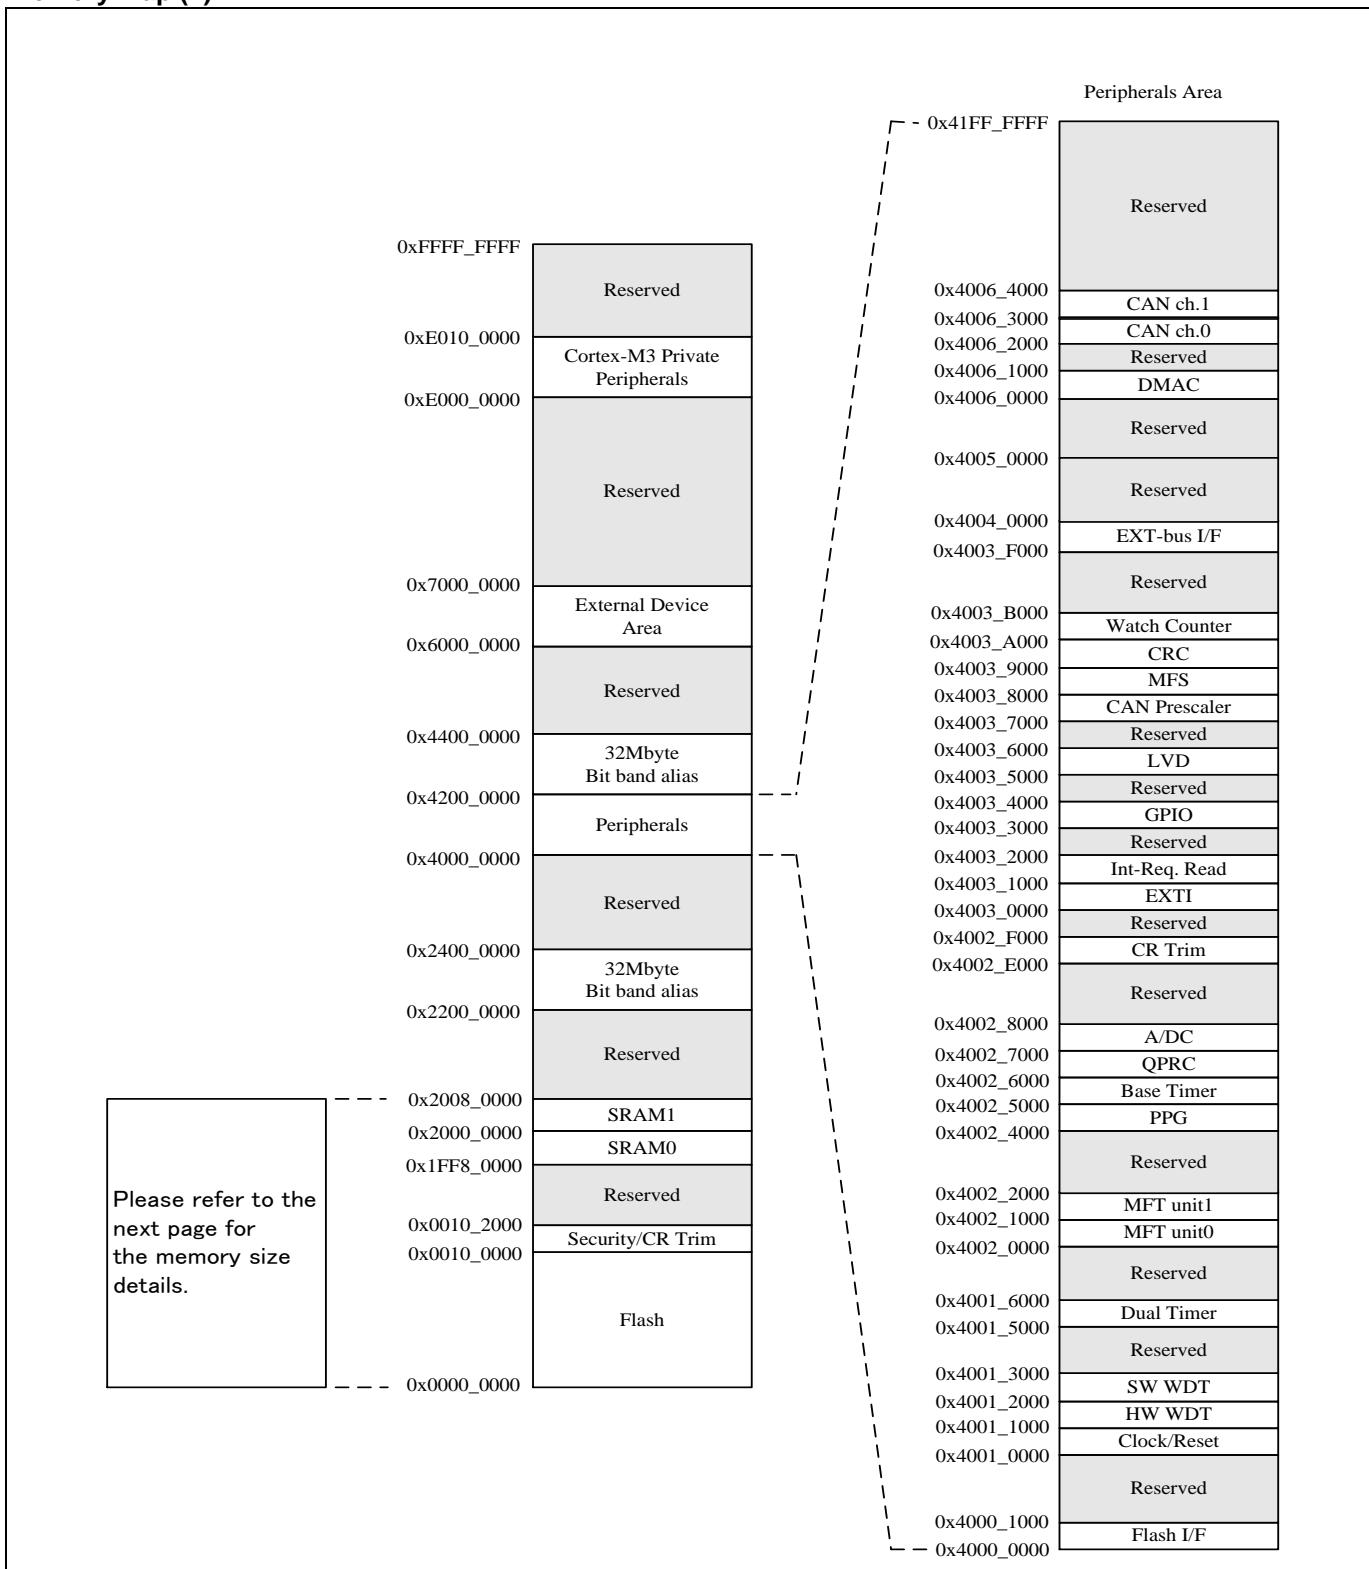 Peripherals Area
0x41FF_FFFF
Reserved
0x4006_4000
CAN ch.1
0x4006_3000
CAN ch.0
0x4006_2000
Reserved
0x4006_1000
DMAC
0x4006_0000
Reserved
0x4005_0000
Reserved
0x4004_0000
EXT-bus I/F
0x4003_F000
Reserved
0x4003_B000
Watch Counter
0x4003_A000
CRC
0x4003_9000
MFS
0x4003_8000
CAN Prescaler
0x4003_7000
Reserved
0x4003_6000
LVD
0x4003_5000
Reserved
0x4003_4000
GPIO
0x4003_3000
Reserved
0x4003_2000
Int-Req. Read
0x4003_1000
EXTI
0x4003_0000
Reserved
0x4002_F000
CR Trim
0x4002_E000
Reserved
0x4002_8000
A/DC
0x4002_7000
QPRC
0x4002_6000
Base Timer
0x4002_5000
PPG
0x4002_4000
Reserved
0x4002_2000
MFT unit1
0x4002_1000
MFT unit0
0x4002_0000
Reserved
0x4001_6000
Dual Timer
0x4001_5000
Reserved
0x4001_3000
SW WDT
0x4001_2000
HW WDT
0x4001_1000
Clock/Reset
0x4001_0000
Reserved
0x4000_1000
Flash I/F
0x4000_0000
0xFFFF_FFFF
Reserved
0xE010_0000
Cortex-M3 Private
Peripherals
0xE000_0000
Reserved
0x7000_0000
External Device
Area
0x6000_0000
Reserved
0x4400_0000
32Mbyte
Bit band alias
0x4200_0000
Peripherals
0x4000_0000
Reserved
0x2400_0000
32Mbyte
Bit band alias
0x2200_0000
Reserved
0x2008_0000
SRAM1
0x2000_0000
SRAM0
0x1FF8_0000
Reserved
0x0010_2000
Security/CR Trim
0x0010_0000
Flash
0x0000_0000
Please refer to the
next page for
the memory size
details.